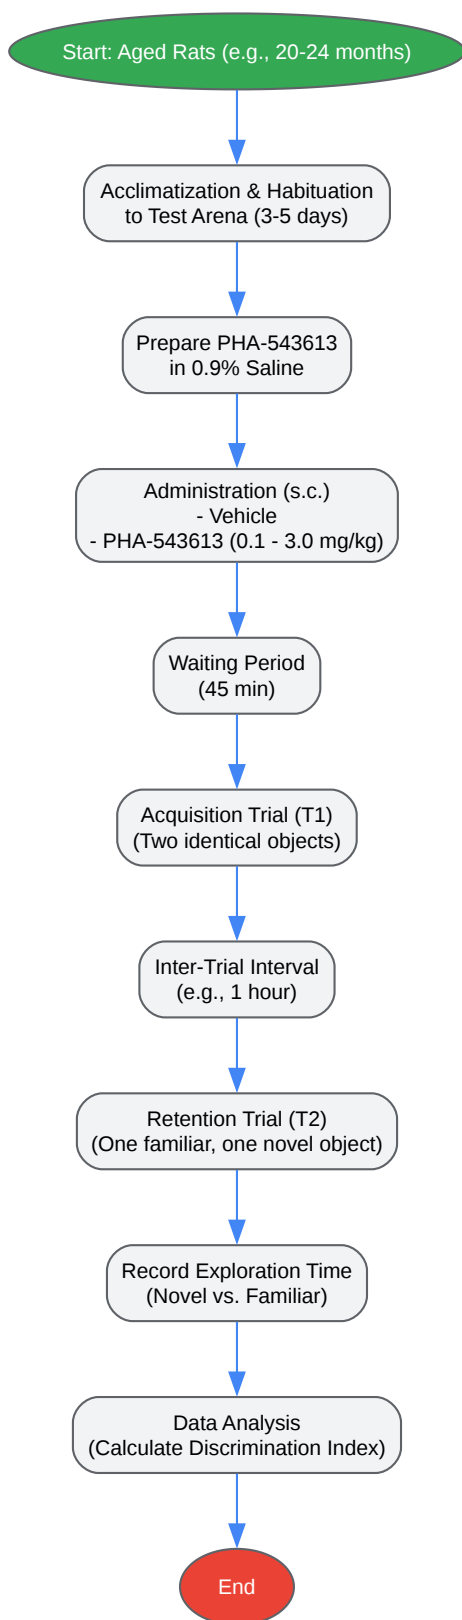 Start: Aged Rats (e.g., 20-24 months)
Acclimatization & Habituation
to Test Arena (3-5 days)
Prepare PHA-543613
in 0.9% Saline
Administration (s.c.)
- Vehicle
- PHA-543613 (0.1 - 3.0 mg/kg)
Waiting Period
(45 min)
Acquisition Trial (T1)
(Two identical objects)
Inter-Trial Interval
(e.g., 1 hour)
Retention Trial (T2)
(One familiar, one novel object)
Record Exploration Time
(Novel vs. Familiar)
Data Analysis
(Calculate Discrimination Index)
End